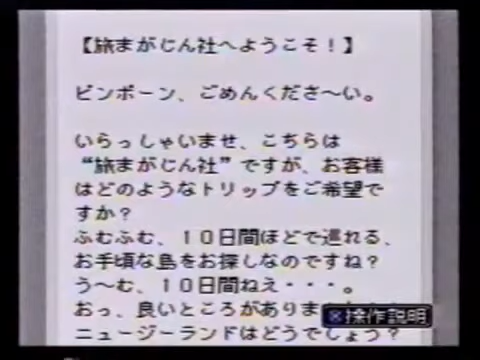 【旅まがじん社へようこそ！】
ピンポーン、ごめんくださ〜い。
いらっしゃいませ、こちらは
“旅まがじん社”ですが、お客様
はどのようなトリップをご希望で
すか？
ふむふむ、１０日間ほどで巡れる、
お手頃な島をお探しなのですね？
う〜む、１０日間ねえ・・・。
おっ、良いところがありま
※操作説明
ニュージーランドはどうでしょう？